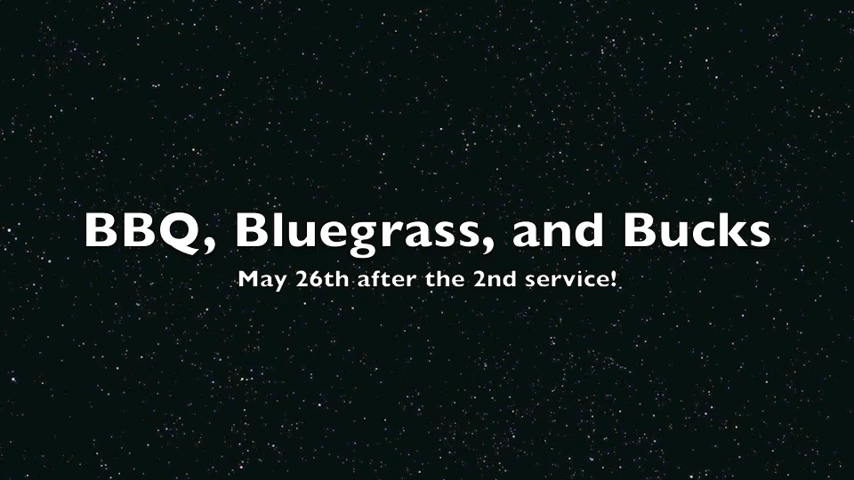 BBQ, Bluegrass, and Bucks
May 26th after the 2nd service!